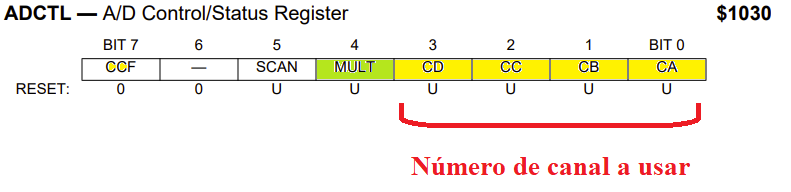 ADCTL — A/D Control/Status Register $1030
BIT 7 6 5 4 3 2 1 BIT 0
CCF — SCAN MULT CD CC CB CA
RESET: 0 0 U U U U U U
Número de canal a usar